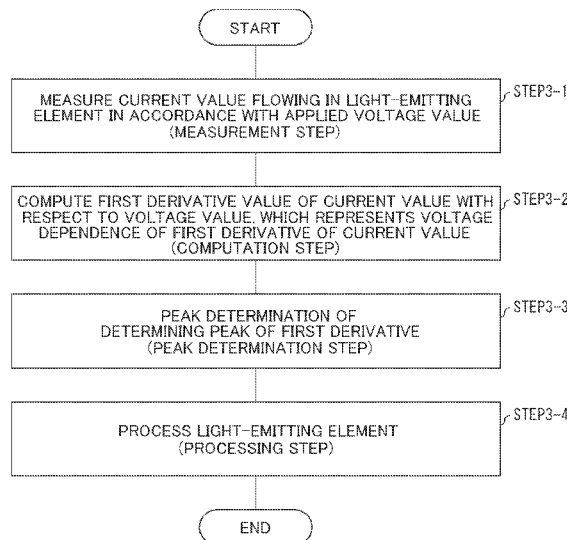 START
STEP3-1
MEASURE CURRENT VALUE FLOWING IN LIGHT-EMITTING
ELEMENT IN ACCORDANCE WITH APPLIED VOLTAGE VALUE
(MEASUREMENT STEP)
STEP3-2
COMPUTE FIRST DERIVATIVE VALUE OF CURRENT VALUE WITH
RESPECT TO VOLTAGE VALUE, WHICH REPRESENTS VOLTAGE
DEPENDENCE OF FIRST DERIVATIVE OF CURRENT VALUE
(COMPUTATION STEP)
STEP3-3
PEAK DETERMINATION OF
DETERMINING PEAK OF FIRST DERIVATIVE
(PEAK DETERMINATION STEP)
STEP3-4
PROCESS LIGHT-EMITTING ELEMENT
(PROCESSING STEP)
END